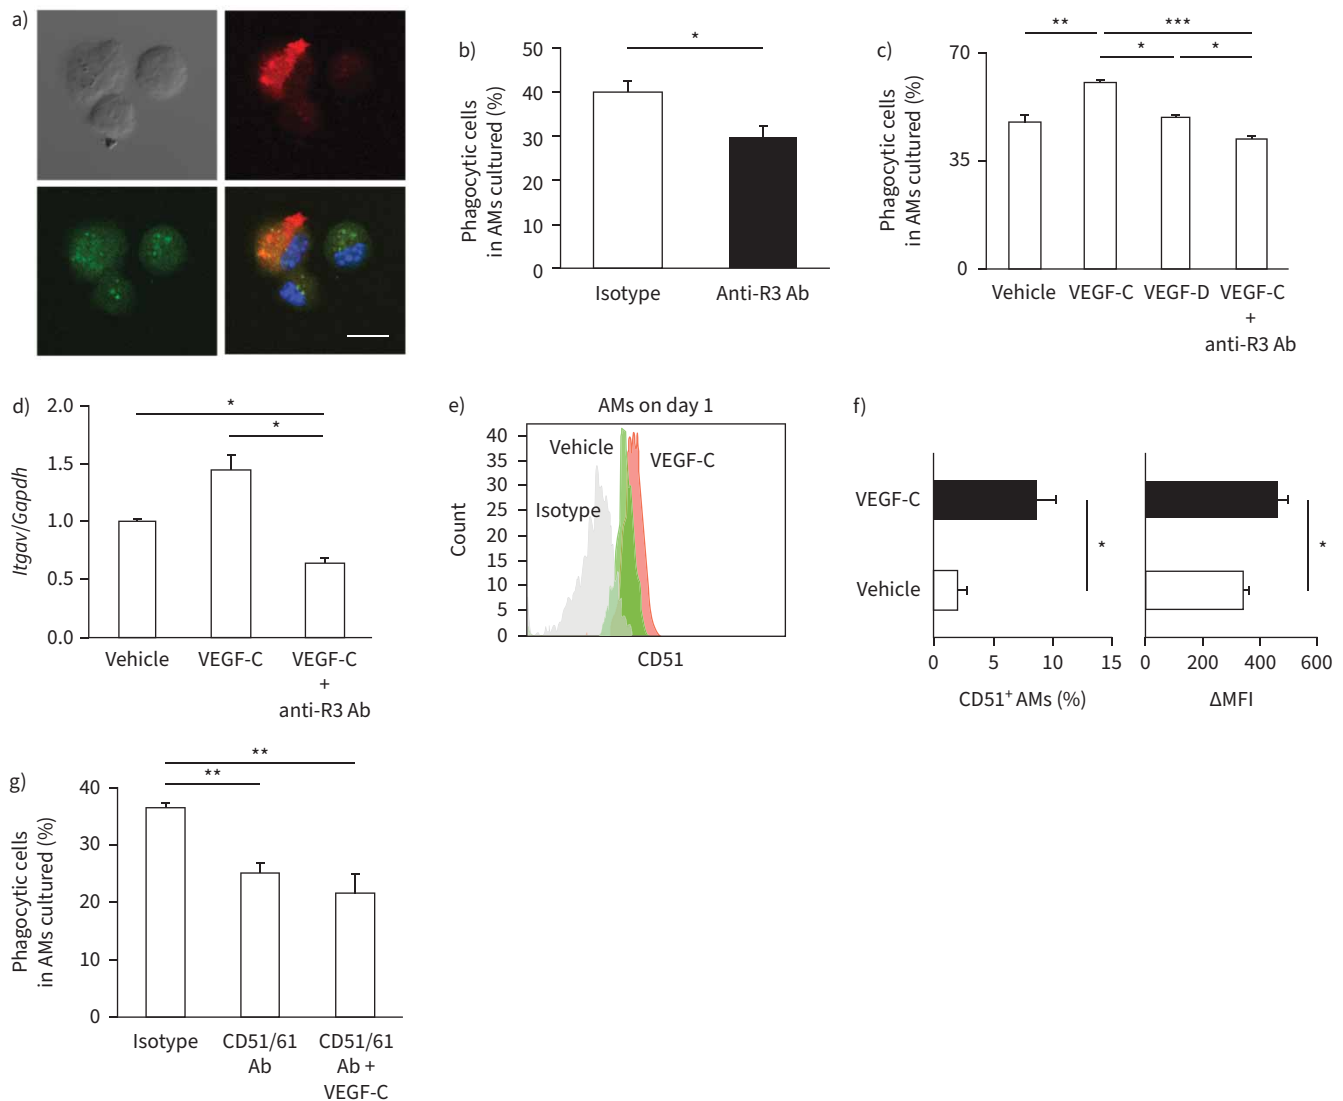 a)
b)
50
40
30
20
10
0
Phagocytic cells
in AMs cultured (%)
*
Isotype
Anti-R3 Ab
c)
70
35
0
Phagocytic cells
in AMs cultured (%)
**
***
*
*
Vehicle
VEGF-C
VEGF-D
VEGF-C
+
anti-R3 Ab
d)
2.0
1.5
1.0
0.5
0.0
Itgav/Gapdh
*
*
Vehicle
VEGF-C
VEGF-C
+
anti-R3 Ab
e)
AMs on day 1
40
35
30
25
20
15
10
5
0
Count
Vehicle
VEGF-C
Isotype
CD51
f)
VEGF-C
Vehicle
*
0
5
10
15
CD51+ AMs (%)
*
0
200
400
600
ΔMFI
g)
40
30
20
10
0
Phagocytic cells
in AMs cultured (%)
**
**
Isotype
CD51/61
Ab
CD51/61
Ab +
VEGF-C